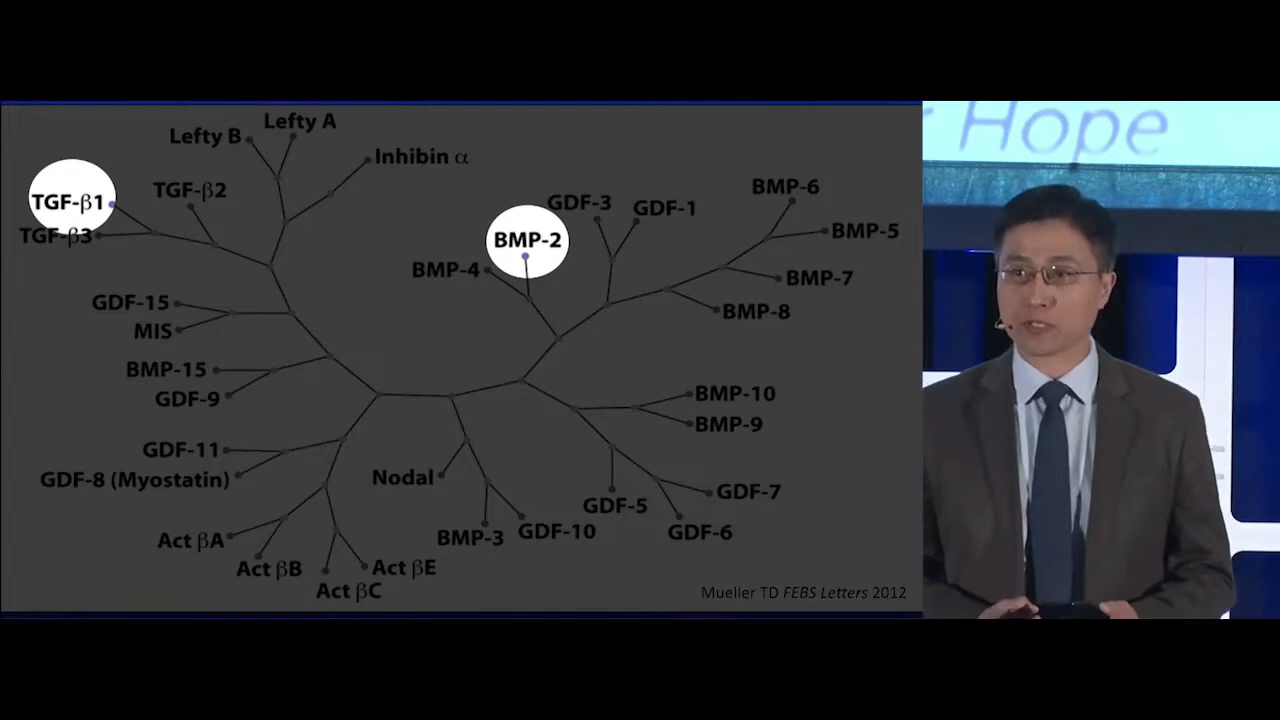 r Hope
Lefty A
Lefty B
Inhibin α
TGF-β2
TGF-β1
TGF-β3
GDF-15
MIS
BMP-15
GDF-9
GDF-11
GDF-8 (Myostatin)
Act βA
Act βB
Act βC
Act βE
Nodal
BMP-3
GDF-10
BMP-2
BMP-4
GDF-3
GDF-1
BMP-6
BMP-5
BMP-7
BMP-8
BMP-10
BMP-9
GDF-5
GDF-7
GDF-6
Mueller TD FEBS Letters 2012